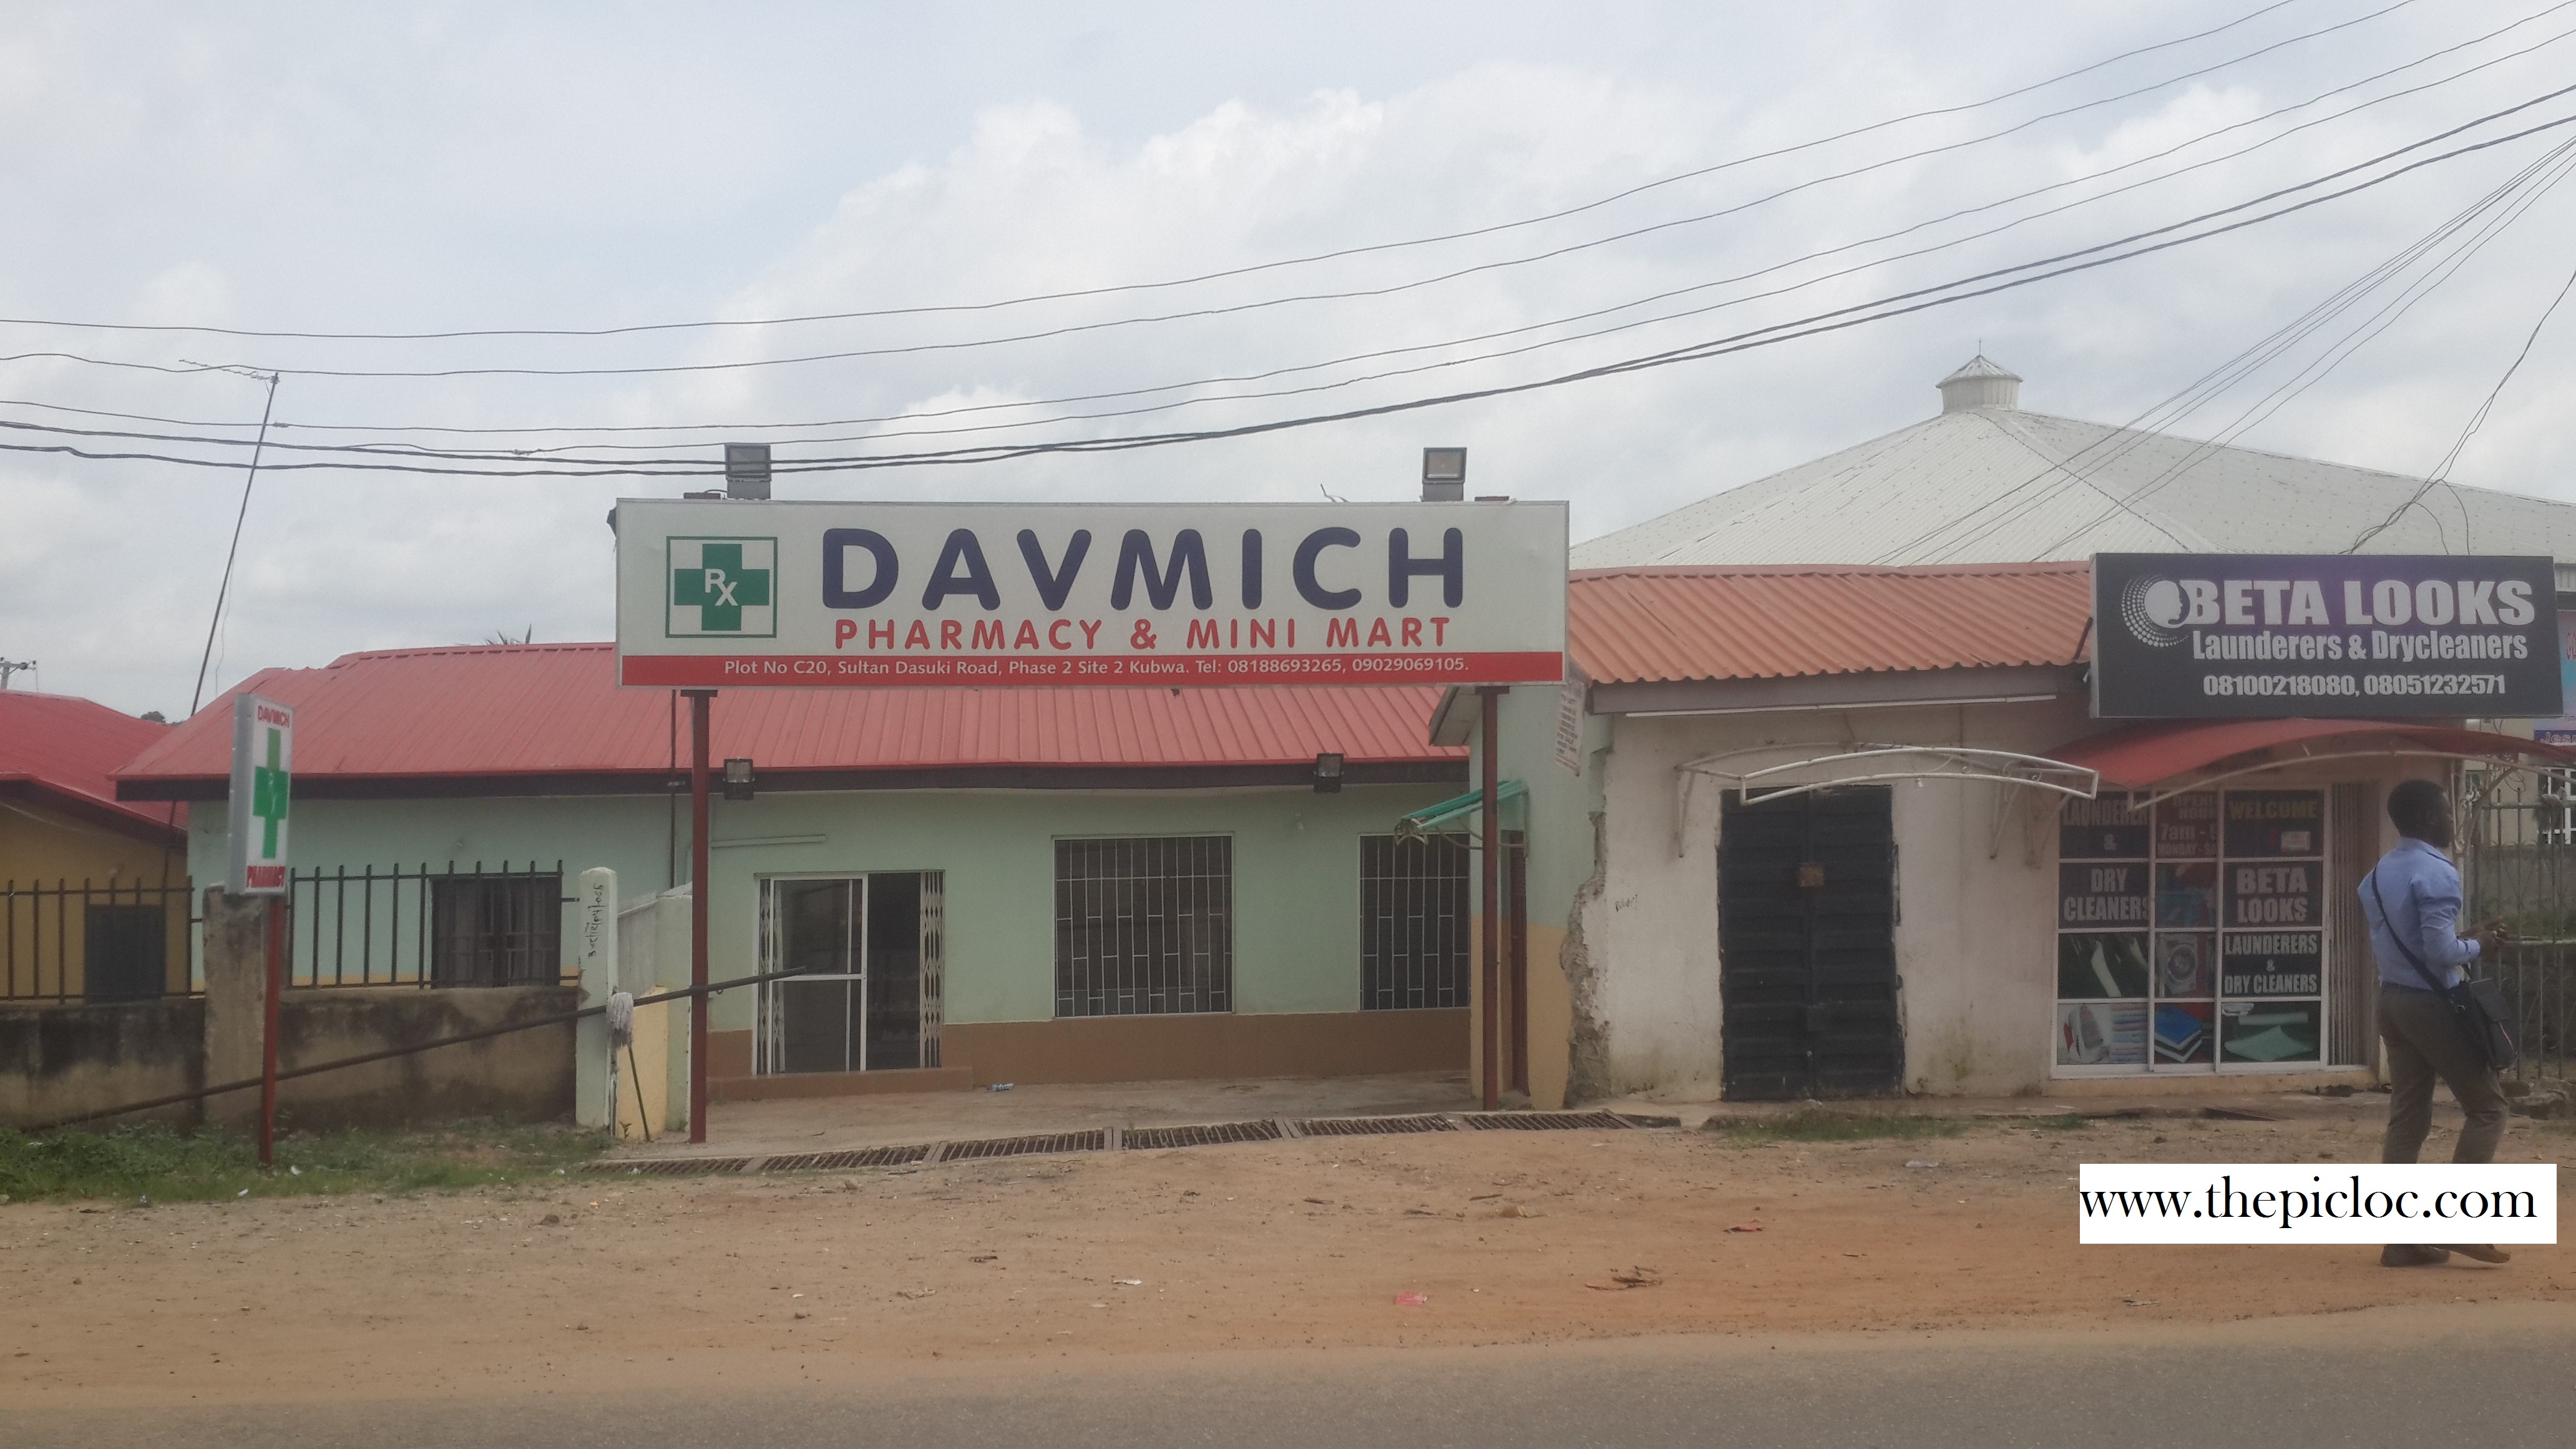 DAVMICH
PHARMACY & MINI MART
Plot No C20, Sultan Dasuki Road, Phase 2 Site 2 Kubwa. Tel: 08188693265, 09029069105.
Rx
DAVMICH
PHARMACY
BETA LOOKS
Launderers & Drycleaners
08100218080, 08051232571
LAUNDERERS
&
DRY
CLEANERS
7am -
WELCOME
BETA
LOOKS
LAUNDERERS
&
DRY CLEANERS
www.thepicloc.com